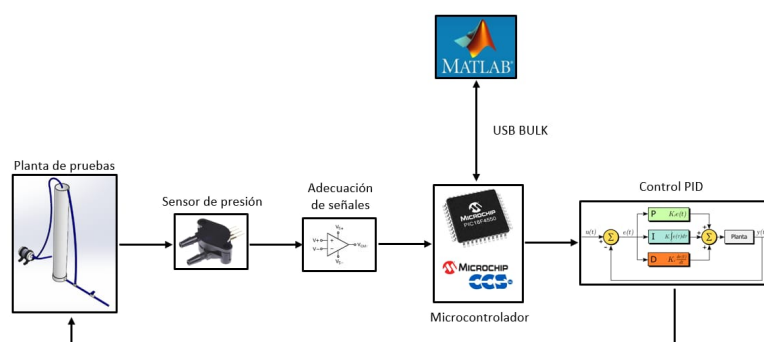 MATLAB®
USB BULK
Planta de pruebas
Sensor de presión
Adecuación
de señales
Control PID
V+
V−
MICROCHIP
PIC18F4550
MICROCHIP
CCS
Microcontrolador
u(t)
e(t)
P
I
D
Σ
Σ
Planta